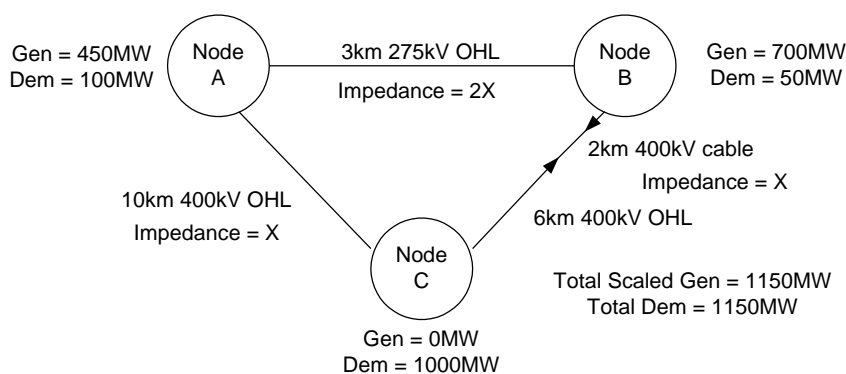 Gen = 450MW
Dem = 100MW
Node
A
3km 275kV OHL
Impedance = 2X
Node
B
Gen = 700MW
Dem = 50MW
2km 400kV cable
Impedance = X
10km 400kV OHL
Impedance = X
6km 400kV OHL
Node
C
Total Scaled Gen = 1150MW
Total Dem = 1150MW
Gen = 0MW
Dem = 1000MW